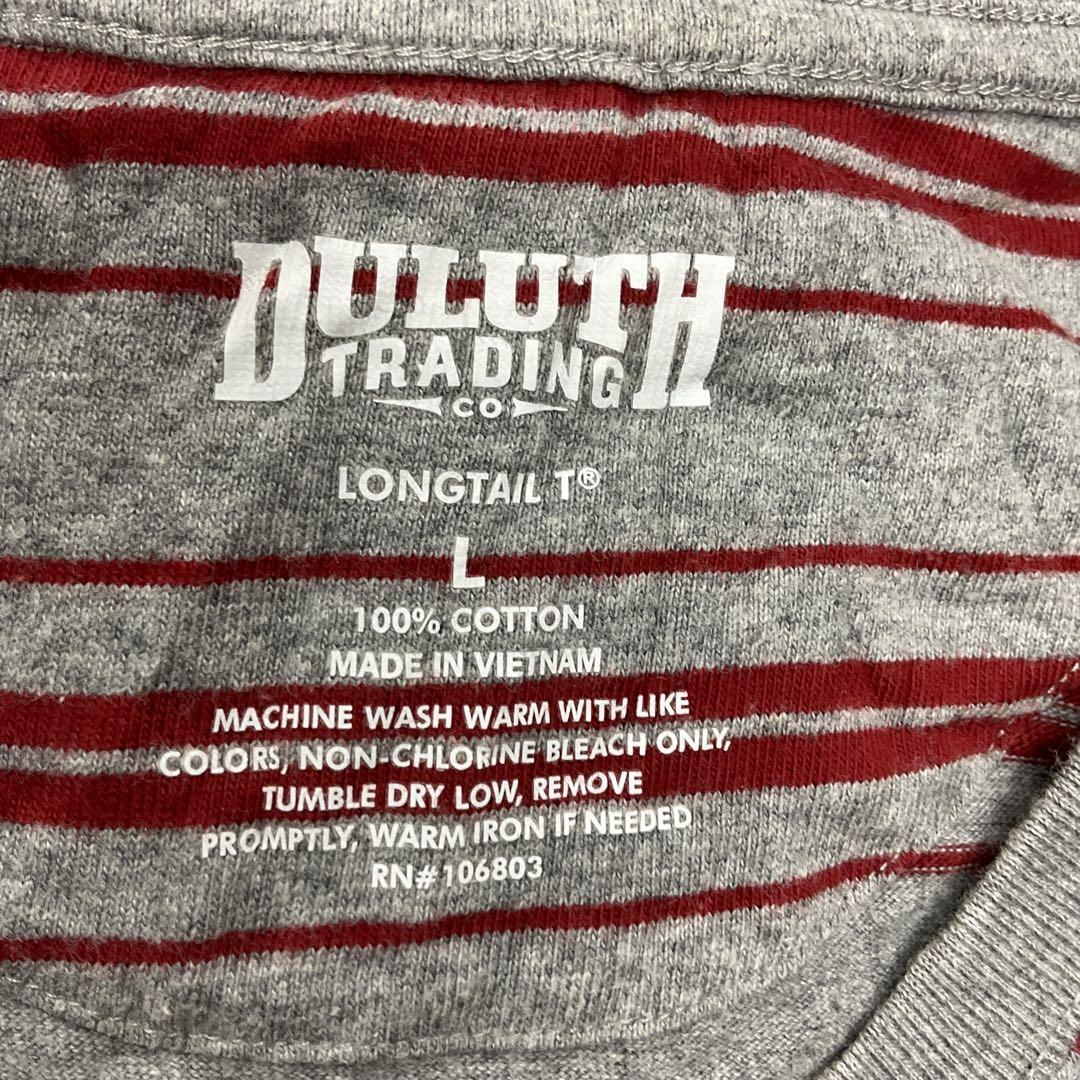 DULUTH
TRADING
CO
LONGTAIL T®
L
100% COTTON
MADE IN VIETNAM
MACHINE WASH WARM WITH LIKE
COLORS, NON-CHLORINE BLEACH ONLY,
TUMBLE DRY LOW, REMOVE
PROMPTLY, WARM IRON IF NEEDED
RN#106803